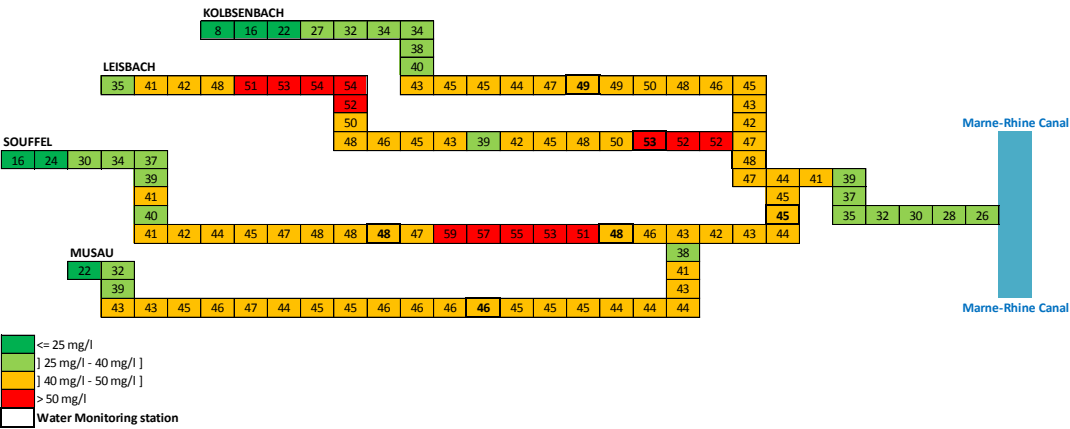 KOLBSENBACH
8 16 22 27 32 34 34
38
40
LEISBACH
35 41 42 48 51 53 54 54
43 45 45 44 47 49 49 50 48 46 45
52
43
50
42
48 46 45 43 39 42 45 48 50 53 52 52
47
Marne-Rhine Canal
SOUFFEL
16 24 30 34 37
48
39
47 44 41 39
41
45
37
40
45
35 32 30 28 26
41 42 44 45 47 48 48 48 47 59 57 55 53 51 48 46 43 42 43 44
MUSAU
38
22 32
41
39
43
43 43 45 46 47 44 45 45 46 46 46 46 45 45 45 44 44 44
Marne-Rhine Canal
<= 25 mg/l
] 25 mg/l - 40 mg/l ]
] 40 mg/l - 50 mg/l ]
> 50 mg/l
Water Monitoring station